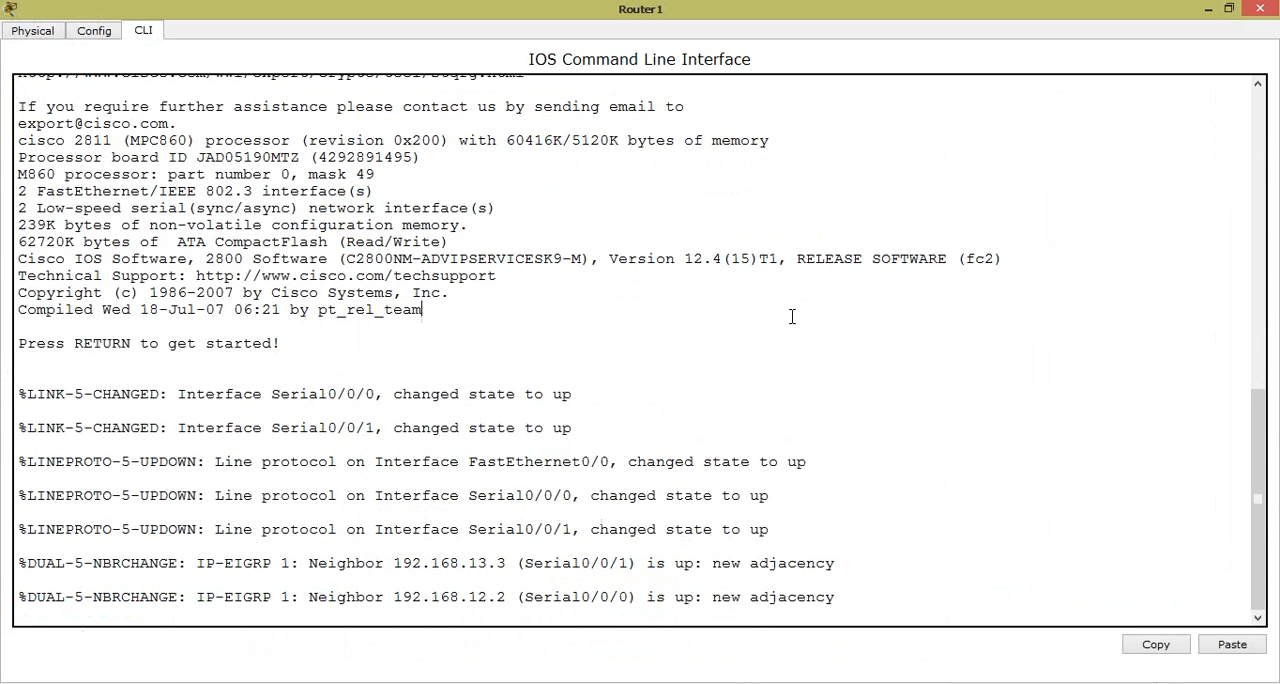 Router1
Physical Config CLI
IOS Command Line Interface
If you require further assistance please contact us by sending email to
export@cisco.com.
cisco 2811 (MPC860) processor (revision 0x200) with 60416K/5120K bytes of memory
Processor board ID JAD05190MTZ (4292891495)
M860 processor: part number 0, mask 49
2 FastEthernet/IEEE 802.3 interface(s)
2 Low-speed serial(sync/async) network interface(s)
239K bytes of non-volatile configuration memory.
62720K bytes of  ATA CompactFlash (Read/Write)
Cisco IOS Software, 2800 Software (C2800NM-ADVIPSERVICESK9-M), Version 12.4(15)T1, RELEASE SOFTWARE (fc2)
Technical Support: http://www.cisco.com/techsupport
Copyright (c) 1986-2007 by Cisco Systems, Inc.
Compiled Wed 18-Jul-07 06:21 by pt_rel_team
Press RETURN to get started!
%LINK-5-CHANGED: Interface Serial0/0/0, changed state to up
%LINK-5-CHANGED: Interface Serial0/0/1, changed state to up
%LINEPROTO-5-UPDOWN: Line protocol on Interface FastEthernet0/0, changed state to up
%LINEPROTO-5-UPDOWN: Line protocol on Interface Serial0/0/0, changed state to up
%LINEPROTO-5-UPDOWN: Line protocol on Interface Serial0/0/1, changed state to up
%DUAL-5-NBRCHANGE: IP-EIGRP 1: Neighbor 192.168.13.3 (Serial0/0/1) is up: new adjacency
%DUAL-5-NBRCHANGE: IP-EIGRP 1: Neighbor 192.168.12.2 (Serial0/0/0) is up: new adjacency
Copy Paste